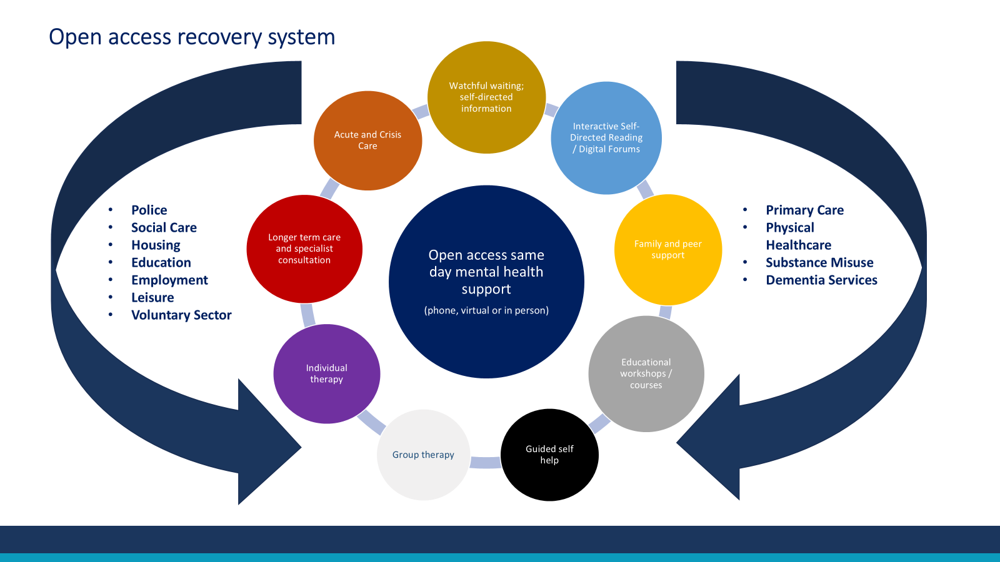 Open access recovery system
Watchful waiting;
self-directed
information
Interactive Self-
Directed Reading
/ Digital Forums
Acute and Crisis
Care
Family and peer
support
Longer term care
and specialist
consultation
Open access same
day mental health
support
(phone, virtual or in person)
Educational
workshops /
courses
Individual
therapy
Guided self
help
Group therapy
• Police
• Social Care
• Housing
• Education
• Employment
• Leisure
• Voluntary Sector
• Primary Care
• Physical
Healthcare
• Substance Misuse
• Dementia Services